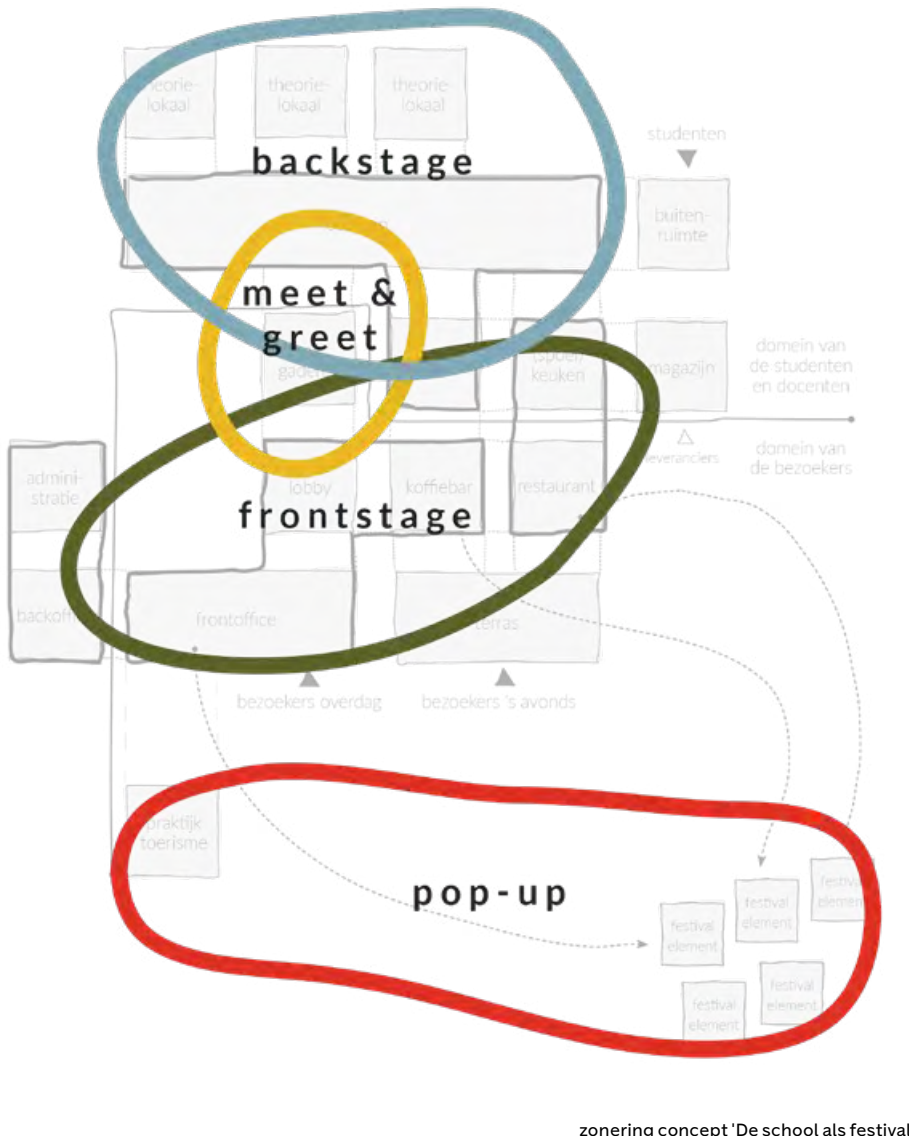 theorie-
lokaal
theorie-
lokaal
theorie-
lokaal
studenten
backstage
buiten-
ruimte
meet &
greet
(spoel)
keuken
magazijn
domein van
de studenten
en docenten
leveranciers
domein van
de bezoekers
admini-
stratie
lobby
koffiebar
restaurant
frontstage
frontoffice
terras
bezoekers overdag
bezoekers 's avonds
praktijk
toerisme
pop-up
festival
element
festival
element
festival
element
festival
element
festival
element
zonering concept 'De school als festival